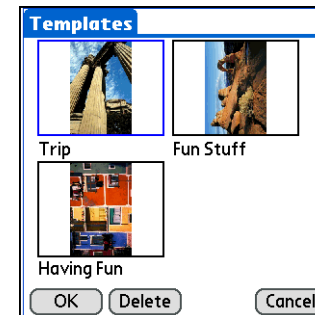 Templates
Trip
Fun Stuff
Having Fun
OK
Delete
Cancel